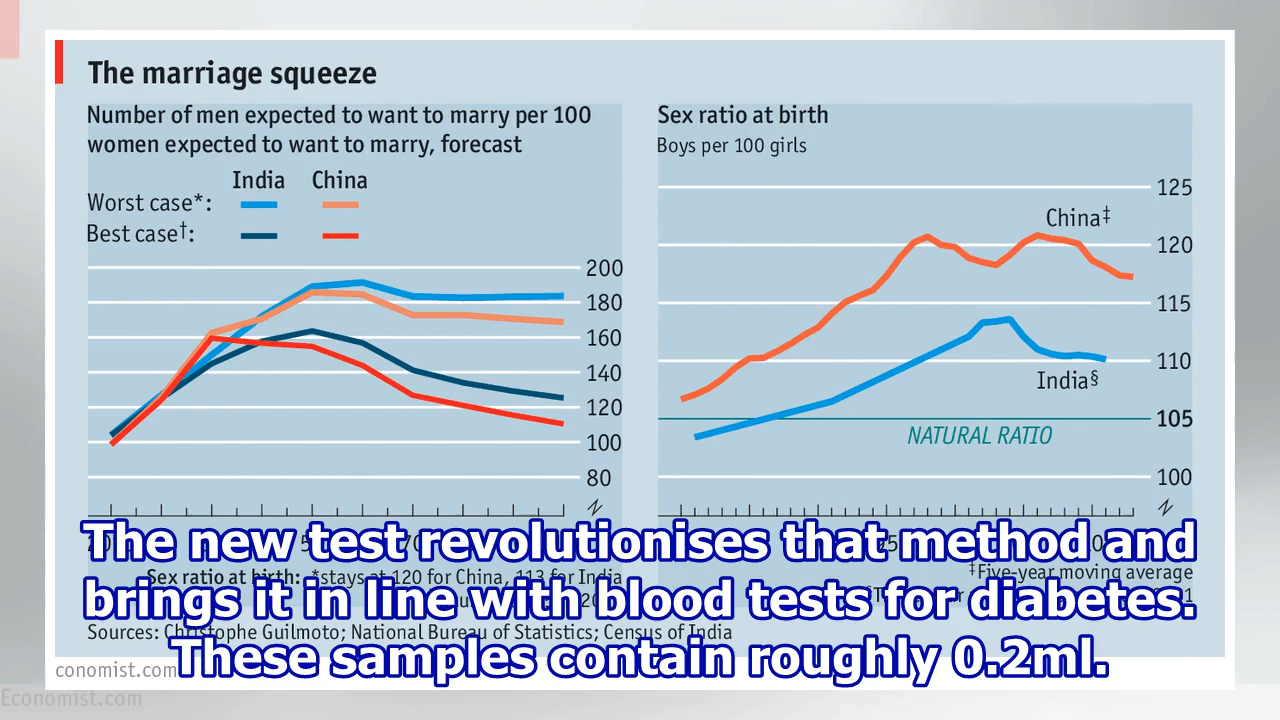 The marriage squeeze
Number of men expected to want to marry per 100
women expected to want to marry, forecast
India China
Worst case*:
Best case†:
200
180
160
140
120
100
80
Sex ratio at birth
Boys per 100 girls
125
China‡
120
115
110
India§
105
NATURAL RATIO
100
The new test revolutionises that method and
Sex ratio at birth: *stays at 120 for China, 113 for India
‡Five-year moving average
brings it in line with blood tests for diabetes.
Sources: Christophe Guilmoto; National Bureau of Statistics; Census of India
These samples contain roughly 0.2ml.
conomist.com
Economist.com